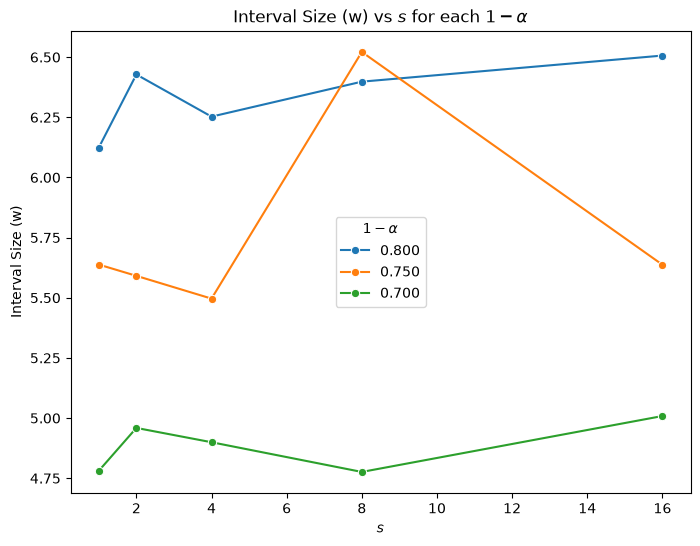 Interval Size (w) vs s for each 1 − α
6.50
6.25
6.00
5.75
5.50
5.25
5.00
4.75
Interval Size (w)
1 − α
0.800
0.750
0.700
2 4 6 8 10 12 14 16
s